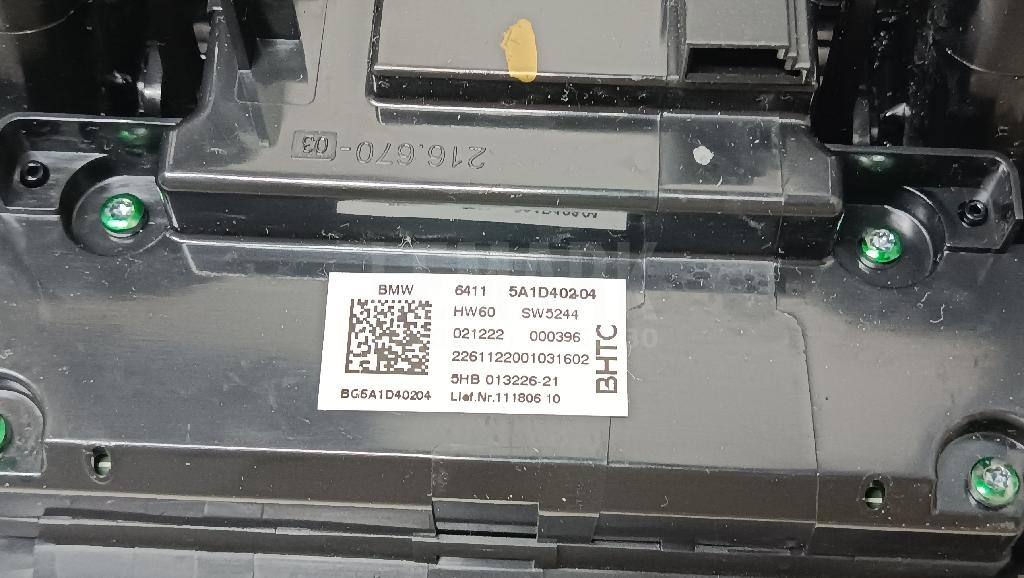 216.670-03
BMW 6411 5A1D402-04
HW60 SW5244
021222 000396
2261122001031602
5HB 013226-21
BG5A1D40204 Lief.Nr.111806 10
BHTC